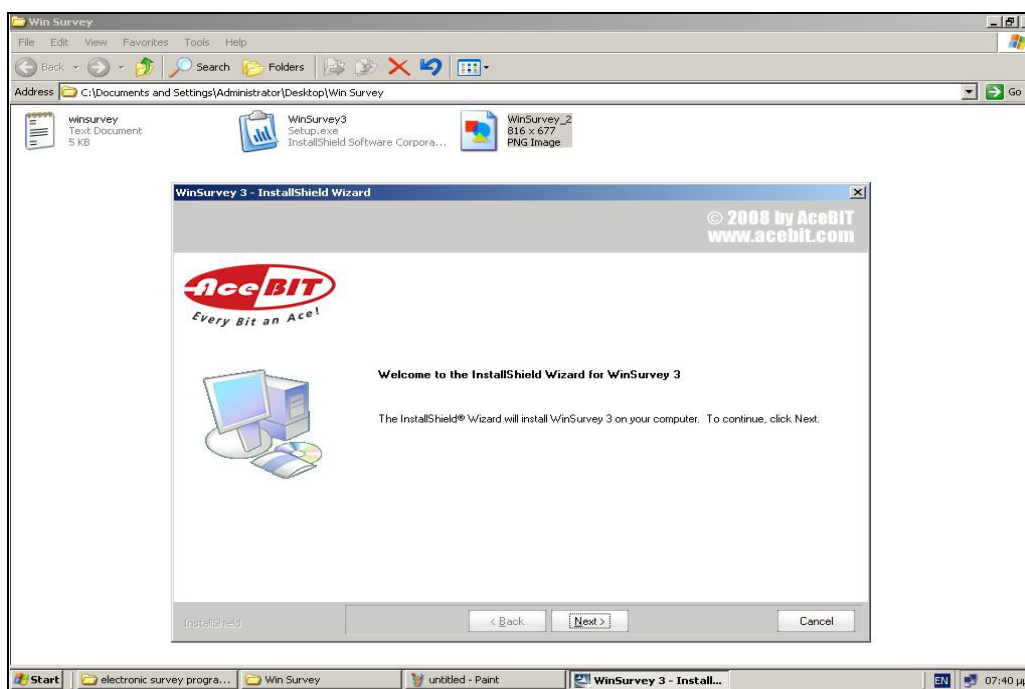 Win Survey
File Edit View Favorites Tools Help
Back Search Folders
Address C:\Documents and Settings\Administrator\Desktop\Win Survey Go
winsurvey
Text Document
5 KB
WinSurvey3
Setup.exe
InstallShield Software Corpora...
WinSurvey_2
816 x 677
PNG Image
WinSurvey 3 - InstallShield Wizard
© 2008 by AceBIT
www.acebit.com
AceBIT
Every Bit an Ace!
Welcome to the InstallShield Wizard for WinSurvey 3
The InstallShield® Wizard will install WinSurvey 3 on your computer. To continue, click Next.
InstallShield
< Back Next > Cancel
Start electronic survey progra... Win Survey untitled - Paint WinSurvey 3 - Install... EN 07:40 μμ